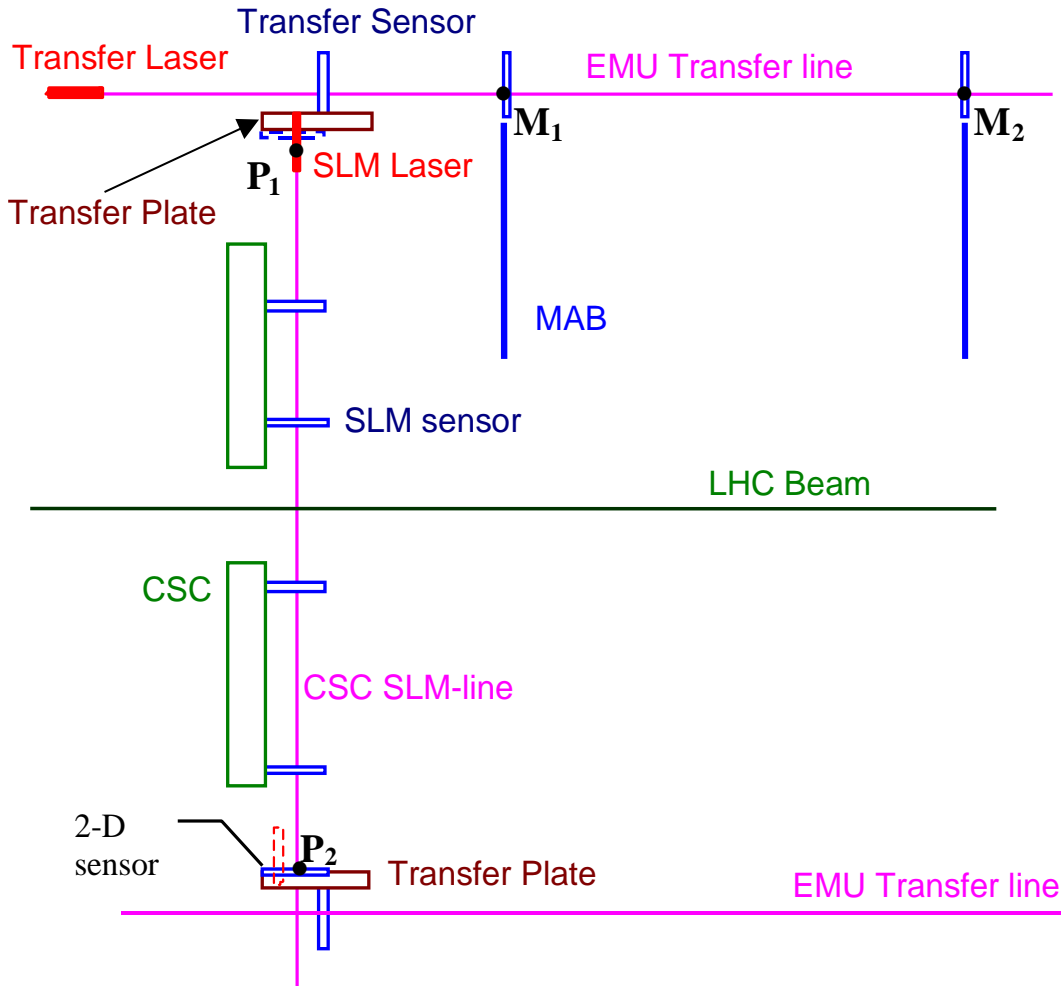 Transfer Sensor
Transfer Laser
EMU Transfer line
M1
M2
P1
SLM Laser
Transfer Plate
MAB
SLM sensor
LHC Beam
CSC
CSC SLM-line
2-D
sensor
P2
Transfer Plate
EMU Transfer line